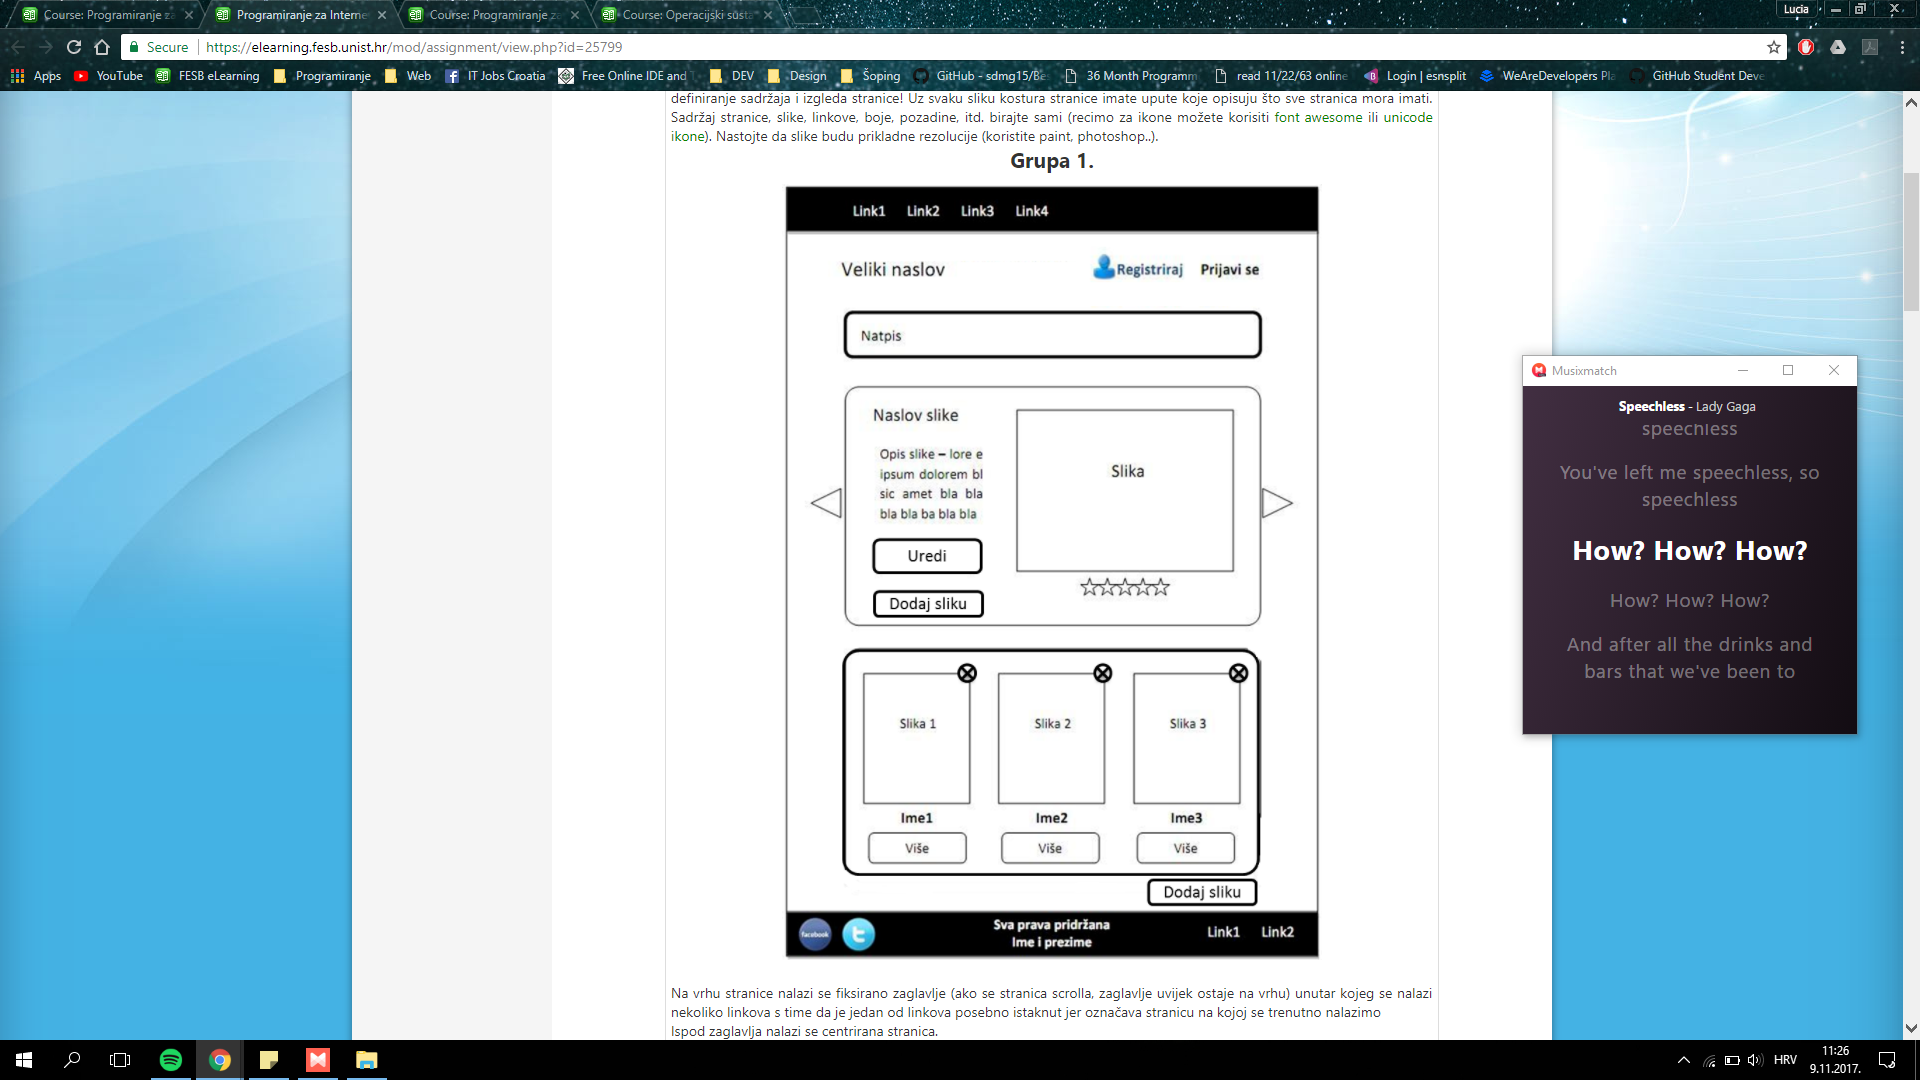 Course: Programiranje za
Programiranje za Interne
Course: Programiranje za
Course: Operacijski susta
Lucia
Secure
https://elearning.fesb.unist.hr/mod/assignment/view.php?id=25799
Apps
YouTube
FESB eLearning
Programiranje
Web
IT Jobs Croatia
Free Online IDE and
DEV
Design
Šoping
GitHub - sdmg15/Be
36 Month Programm
read 11/22/63 online
Login | esnsplit
WeAreDevelopers Pl
GitHub Student Deve
definiranje sadržaja i izgleda stranice! Uz svaku sliku kostura stranice imate upute koje opisuju što sve stranica mora imati.
Sadržaj stranice, slike, linkove, boje, pozadine, itd. birajte sami (recimo za ikone možete korisiti font awesome ili unicode
ikone). Nastojte da slike budu prikladne rezolucije (koristite paint, photoshop..).
Grupa 1.
Link1 Link2 Link3 Link4
Veliki naslov
Registriraj Prijavi se
Natpis
Naslov slike
Opis slike – lore e
ipsum dolorem bl
sic amet bla bla
bla bla ba bla bla
Uredi
Dodaj sliku
Slika
Slika 1
Slika 2
Slika 3
Ime1
Ime2
Ime3
Više
Više
Više
Dodaj sliku
facebook
Sva prava pridržana
Ime i prezime
Link1 Link2
Na vrhu stranice nalazi se fiksirano zaglavlje (ako se stranica scrolla, zaglavlje uvijek ostaje na vrhu) unutar kojeg se nalazi
nekoliko linkova s time da je jedan od linkova posebno istaknut jer označava stranicu na kojoj se trenutno nalazimo
Ispod zaglavlja nalazi se centrirana stranica.
Musixmatch
Speechless - Lady Gaga
speechless
You've left me speechless, so
speechless
How? How? How?
How? How? How?
And after all the drinks and
bars that we've been to
HRV
11:26
9.11.2017.